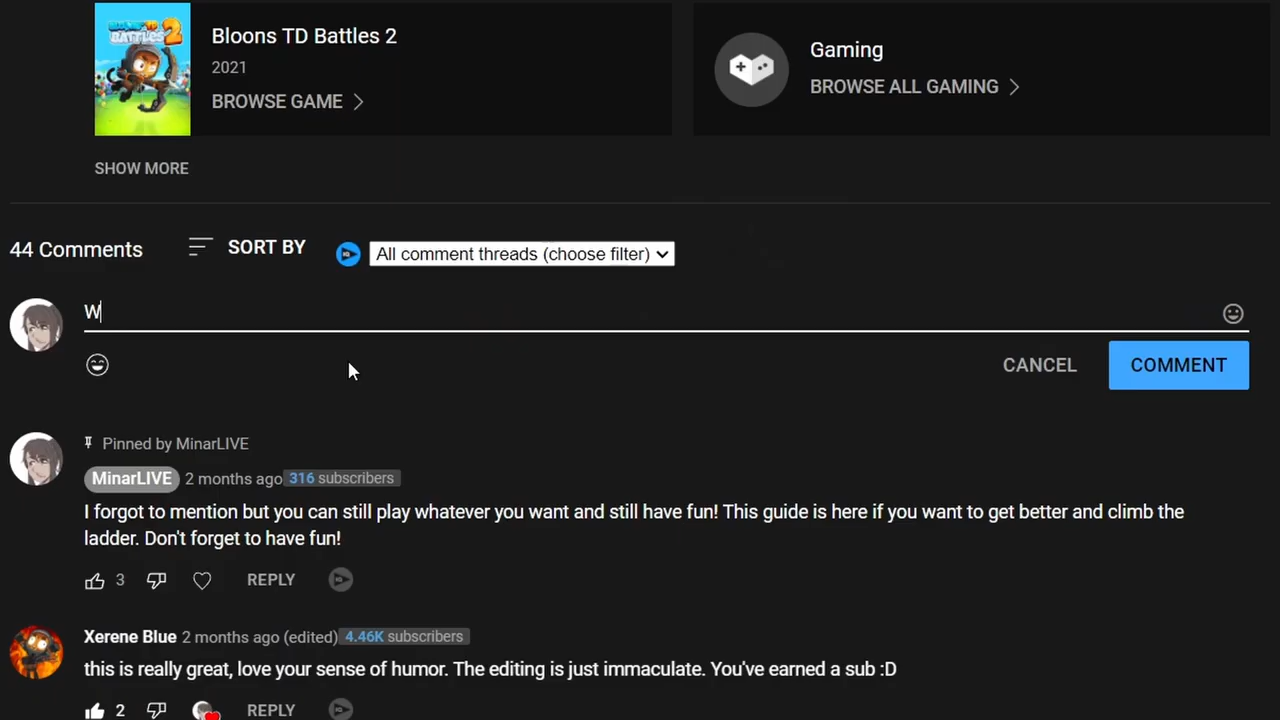 BLOONS TD
BATTLES 2
Bloons TD Battles 2
2021
BROWSE GAME
Gaming
BROWSE ALL GAMING
SHOW MORE
44 Comments
SORT BY
All comment threads (choose filter)
W
CANCEL
COMMENT
Pinned by MinarLIVE
MinarLIVE 2 months ago 316 subscribers
I forgot to mention but you can still play whatever you want and still have fun! This guide is here if you want to get better and climb the
ladder. Don't forget to have fun!
3 REPLY
Xerene Blue 2 months ago (edited) 4.46K subscribers
this is really great, love your sense of humor. The editing is just immaculate. You've earned a sub :D
2 REPLY